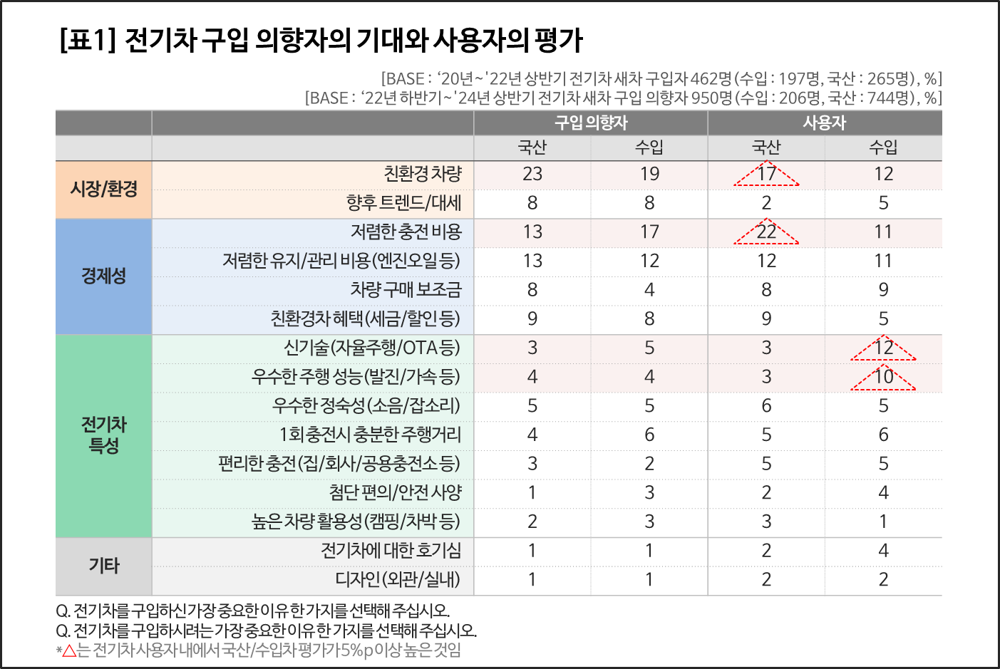 [표1] 전기차 구입 의향자의 기대와 사용자의 평가
[BASE : ‘20년~'22년 상반기 전기차 새차 구입자 462명(수입 : 197명, 국산 : 265명), %]
[BASE : ‘22년 하반기~'24년 상반기 전기차 새차 구입 의향자 950명(수입 : 206명, 국산 : 744명), %]
구입 의향자 사용자
국산 수입 국산 수입
시장/환경
친환경 차량 23 19 17 12
향후 트렌드/대세 8 8 2 5
경제성
저렴한 충전 비용 13 17 22 11
저렴한 유지/관리 비용(엔진오일 등) 13 12 12 11
차량 구매 보조금 8 4 8 9
친환경차 혜택(세금/할인 등) 9 8 9 5
전기차
특성
신기술(자율주행/OTA 등) 3 5 3 12
우수한 주행 성능(발진/가속 등) 4 4 3 10
우수한 정숙성(소음/잡소리) 5 5 6 5
1회 충전시 충분한 주행거리 4 6 5 6
편리한 충전(집/회사/공용충전소 등) 3 2 5 5
첨단 편의/안전 사양 1 3 2 4
높은 차량 활용성(캠핑/차박 등) 2 3 3 1
기타
전기차에 대한 호기심 1 1 2 4
디자인(외관/실내) 1 1 2 2
Q. 전기차를 구입하신 가장 중요한 이유 한 가지를 선택해 주십시오.
Q. 전기차를 구입하시려는 가장 중요한 이유 한 가지를 선택해 주십시오.
*△는 전기차 사용자 내에서 국산/수입차 평가가 5%p 이상 높은 것임